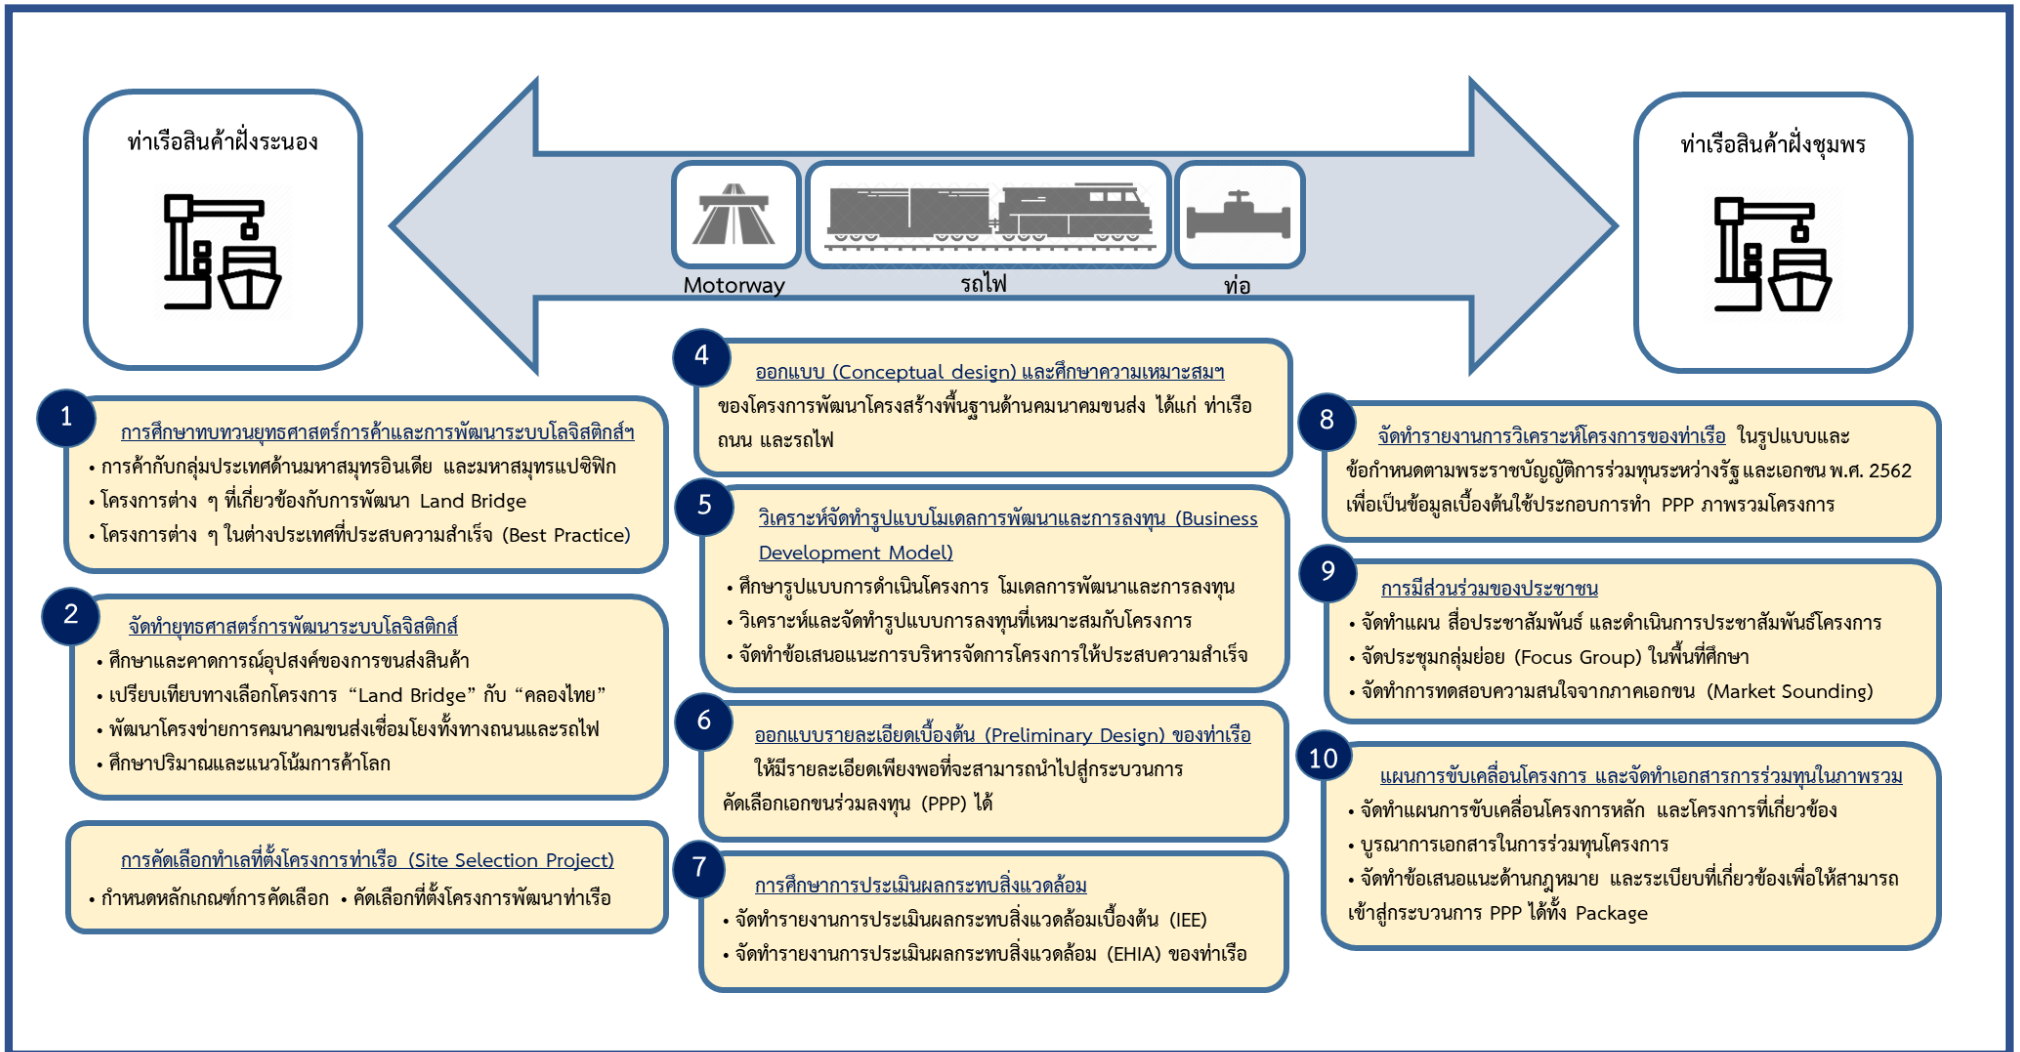 ท่าเรือสินค้าฝั่งระนอง
Motorway
รถไฟ
ท่อ
ท่าเรือสินค้าฝั่งชุมพร
1
การศึกษาทบทวนยุทธศาสตร์การค้าและการพัฒนาระบบโลจิสติกส์ฯ
• การค้ากับกลุ่มประเทศด้านมหาสมุทรอินเดีย และมหาสมุทรแปซิฟิก
• โครงการต่าง ๆ ที่เกี่ยวข้องกับการพัฒนา Land Bridge
• โครงการต่าง ๆ ในต่างประเทศที่ประสบความสำเร็จ (Best Practice)
2
จัดทำยุทธศาสตร์การพัฒนาระบบโลจิสติกส์
• ศึกษาและคาดการณ์อุปสงค์ของการขนส่งสินค้า
• เปรียบเทียบทางเลือกโครงการ “Land Bridge” กับ “คลองไทย”
• พัฒนาโครงข่ายการคมนาคมขนส่งเชื่อมโยงทั้งทางถนนและรถไฟ
• ศึกษาปริมาณและแนวโน้มการค้าโลก
การคัดเลือกทำเลที่ตั้งโครงการท่าเรือ (Site Selection Project)
• กำหนดหลักเกณฑ์การคัดเลือก • คัดเลือกที่ตั้งโครงการพัฒนาท่าเรือ
4
ออกแบบ (Conceptual design) และศึกษาความเหมาะสมฯ
ของโครงการพัฒนาโครงสร้างพื้นฐานด้านคมนาคมขนส่ง ได้แก่ ท่าเรือ
ถนน และรถไฟ
5
วิเคราะห์จัดทำรูปแบบโมเดลการพัฒนาและการลงทุน (Business
Development Model)
• ศึกษารูปแบบการดำเนินโครงการ โมเดลการพัฒนาและการลงทุน
• วิเคราะห์และจัดทำรูปแบบการลงทุนที่เหมาะสมกับโครงการ
• จัดทำข้อเสนอแนะการบริหารจัดการโครงการให้ประสบความสำเร็จ
6
ออกแบบรายละเอียดเบื้องต้น (Preliminary Design) ของท่าเรือ
ให้มีรายละเอียดเพียงพอที่จะสามารถนำไปสู่กระบวนการ
คัดเลือกเอกชนร่วมลงทุน (PPP) ได้
7
การศึกษาการประเมินผลกระทบสิ่งแวดล้อม
• จัดทำรายงานการประเมินผลกระทบสิ่งแวดล้อมเบื้องต้น (IEE)
• จัดทำรายงานการประเมินผลกระทบสิ่งแวดล้อม (EHIA) ของท่าเรือ
8
จัดทำรายงานการวิเคราะห์โครงการของท่าเรือ ในรูปแบบและ
ข้อกำหนดตามพระราชบัญญัติการร่วมทุนระหว่างรัฐและเอกชน พ.ศ. 2562
เพื่อเป็นข้อมูลเบื้องต้นใช้ประกอบการทำ PPP ภาพรวมโครงการ
9
การมีส่วนร่วมของประชาชน
• จัดทำแผน สื่อประชาสัมพันธ์ และดำเนินการประชาสัมพันธ์โครงการ
• จัดประชุมกลุ่มย่อย (Focus Group) ในพื้นที่ศึกษา
• จัดทำการทดสอบความสนใจจากภาคเอกชน (Market Sounding)
10
แผนการขับเคลื่อนโครงการ และจัดทำเอกสารการร่วมทุนในภาพรวม
• จัดทำแผนการขับเคลื่อนโครงการหลัก และโครงการที่เกี่ยวข้อง
• บูรณาการเอกสารในการร่วมทุนโครงการ
• จัดทำข้อเสนอแนะด้านกฎหมาย และระเบียบที่เกี่ยวข้องเพื่อให้สามารถ
เข้าสู่กระบวนการ PPP ได้ทั้ง Package